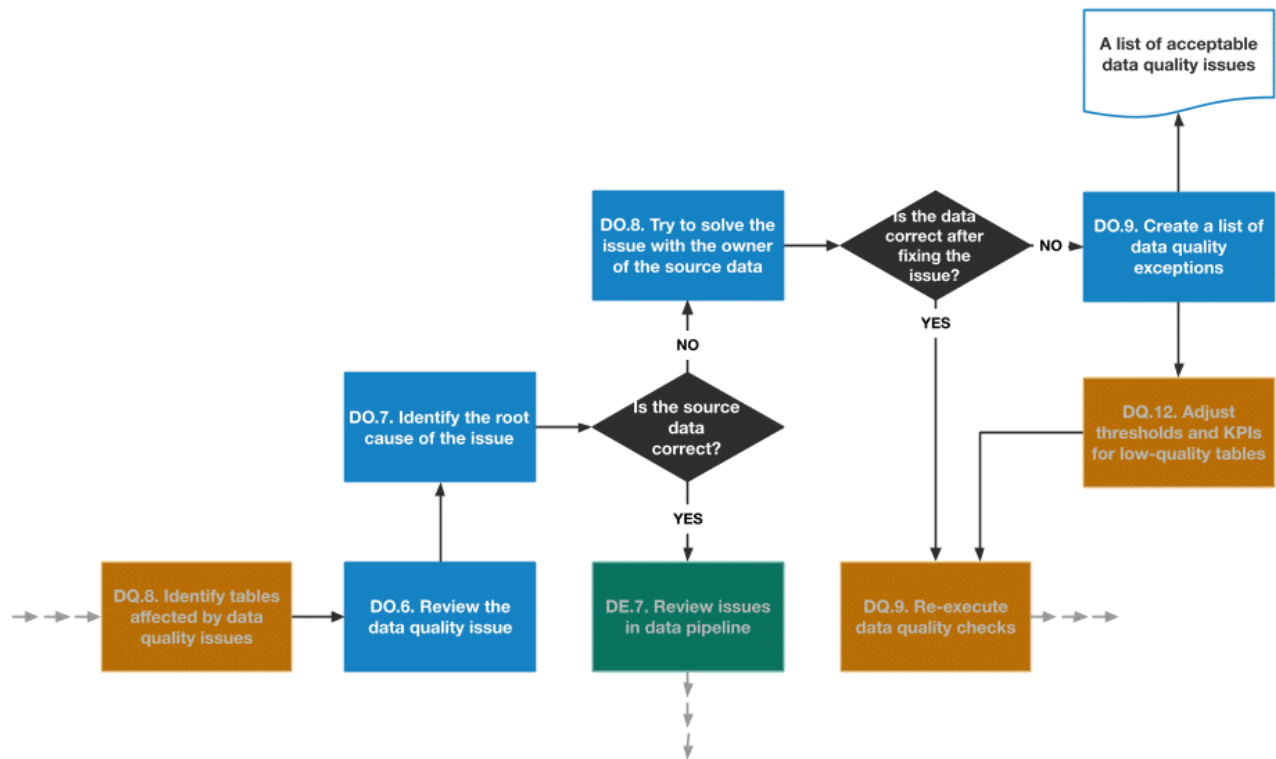 A list of acceptable
data quality issues
DO.8. Try to solve the
issue with the owner
of the source data
Is the data
correct after
fixing the
issue?
NO
DO.9. Create a list of
data quality
exceptions
YES
NO
DO.7. Identify the root
cause of the issue
Is the source
data
correct?
DQ.12. Adjust
thresholds and KPIs
for low-quality tables
YES
DQ.8. Identify tables
affected by data
quality issues
DO.6. Review the
data quality issue
DE.7. Review issues
in data pipeline
DQ.9. Re-execute
data quality checks